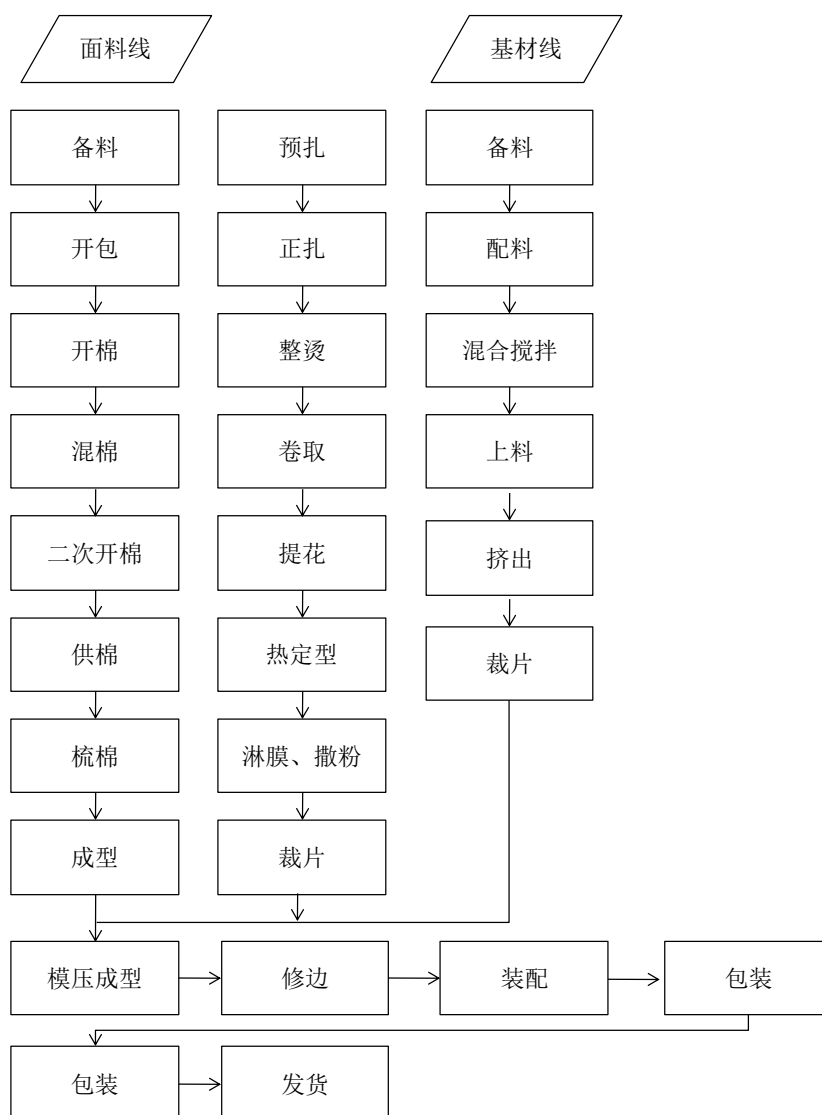 面料线
基材线
备料
预扎
备料
开包
正扎
配料
开棉
整烫
混合搅拌
混棉
卷取
上料
二次开棉
提花
挤出
供棉
热定型
裁片
梳棉
淋膜、撒粉
成型
裁片
模压成型
修边
装配
包装
包装
发货